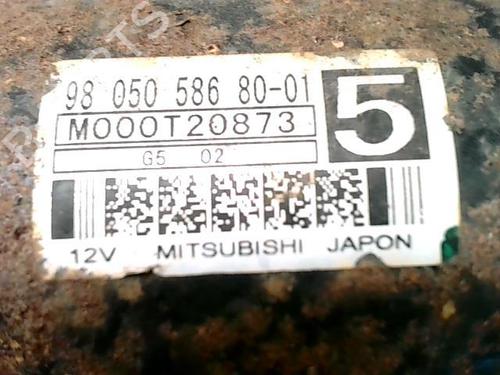 98 050 586 80-01
M000T20873
5
G5 02
12V MITSUBISHI JAPON